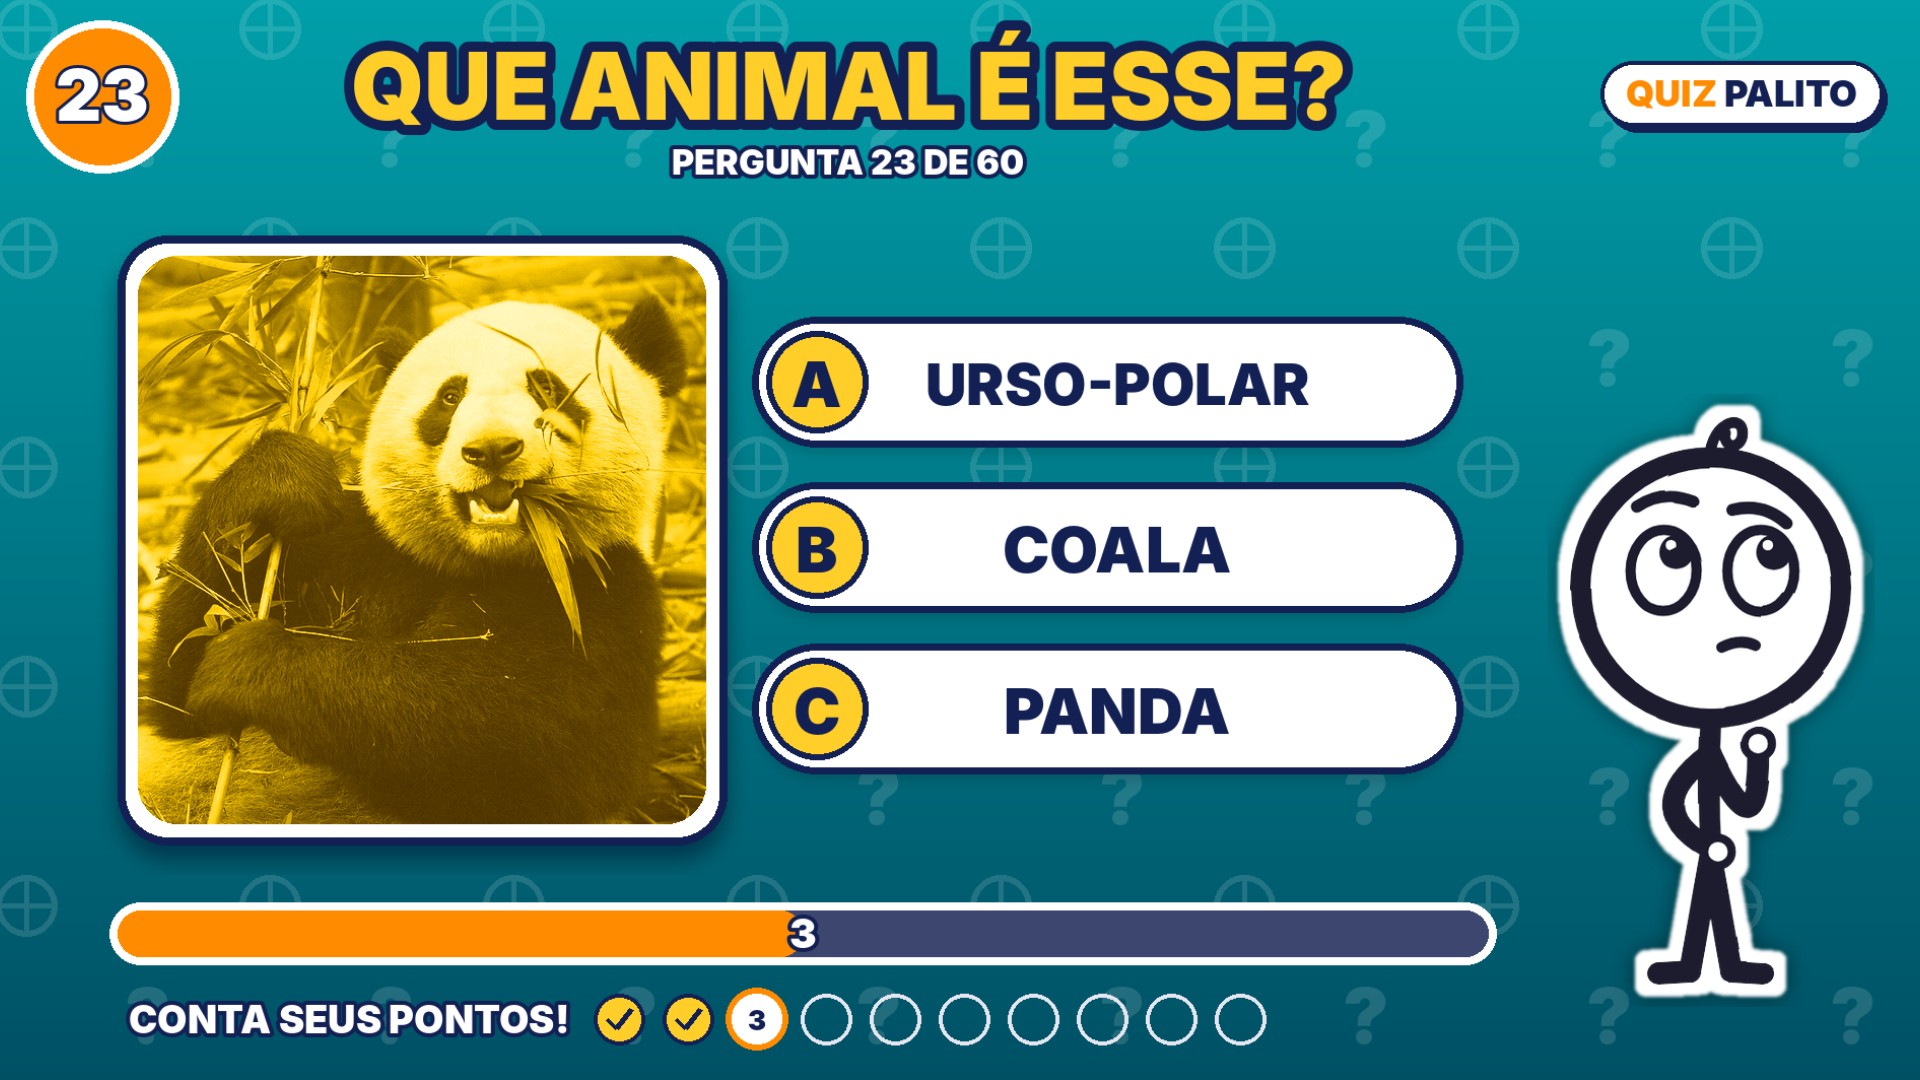 23
QUE ANIMAL É ESSE?
PERGUNTA 23 DE 60
QUIZ PALITO
A URSO-POLAR
B COALA
C PANDA
3
CONTA SEUS PONTOS! 3